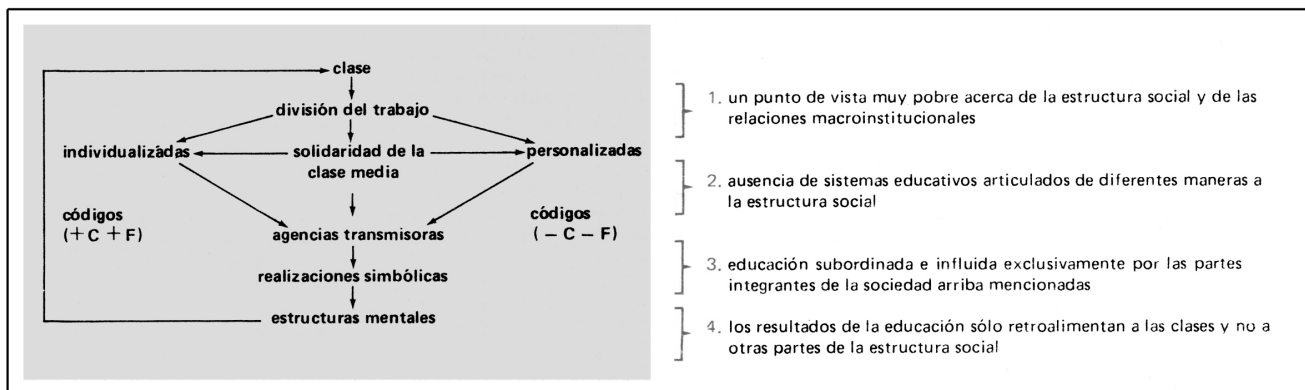 clase
división del trabajo
individualizadas
solidaridad de la
clase media
personalizadas
códigos
(+C +F)
agencias transmisoras
códigos
(– C – F)
realizaciones simbólicas
estructuras mentales
1. un punto de vista muy pobre acerca de la estructura social y de las
relaciones macroinstitucionales
2. ausencia de sistemas educativos articulados de diferentes maneras a
la estructura social
3. educación subordinada e influida exclusivamente por las partes
integrantes de la sociedad arriba mencionadas
4. los resultados de la educación sólo retroalimentan a las clases y no a
otras partes de la estructura social